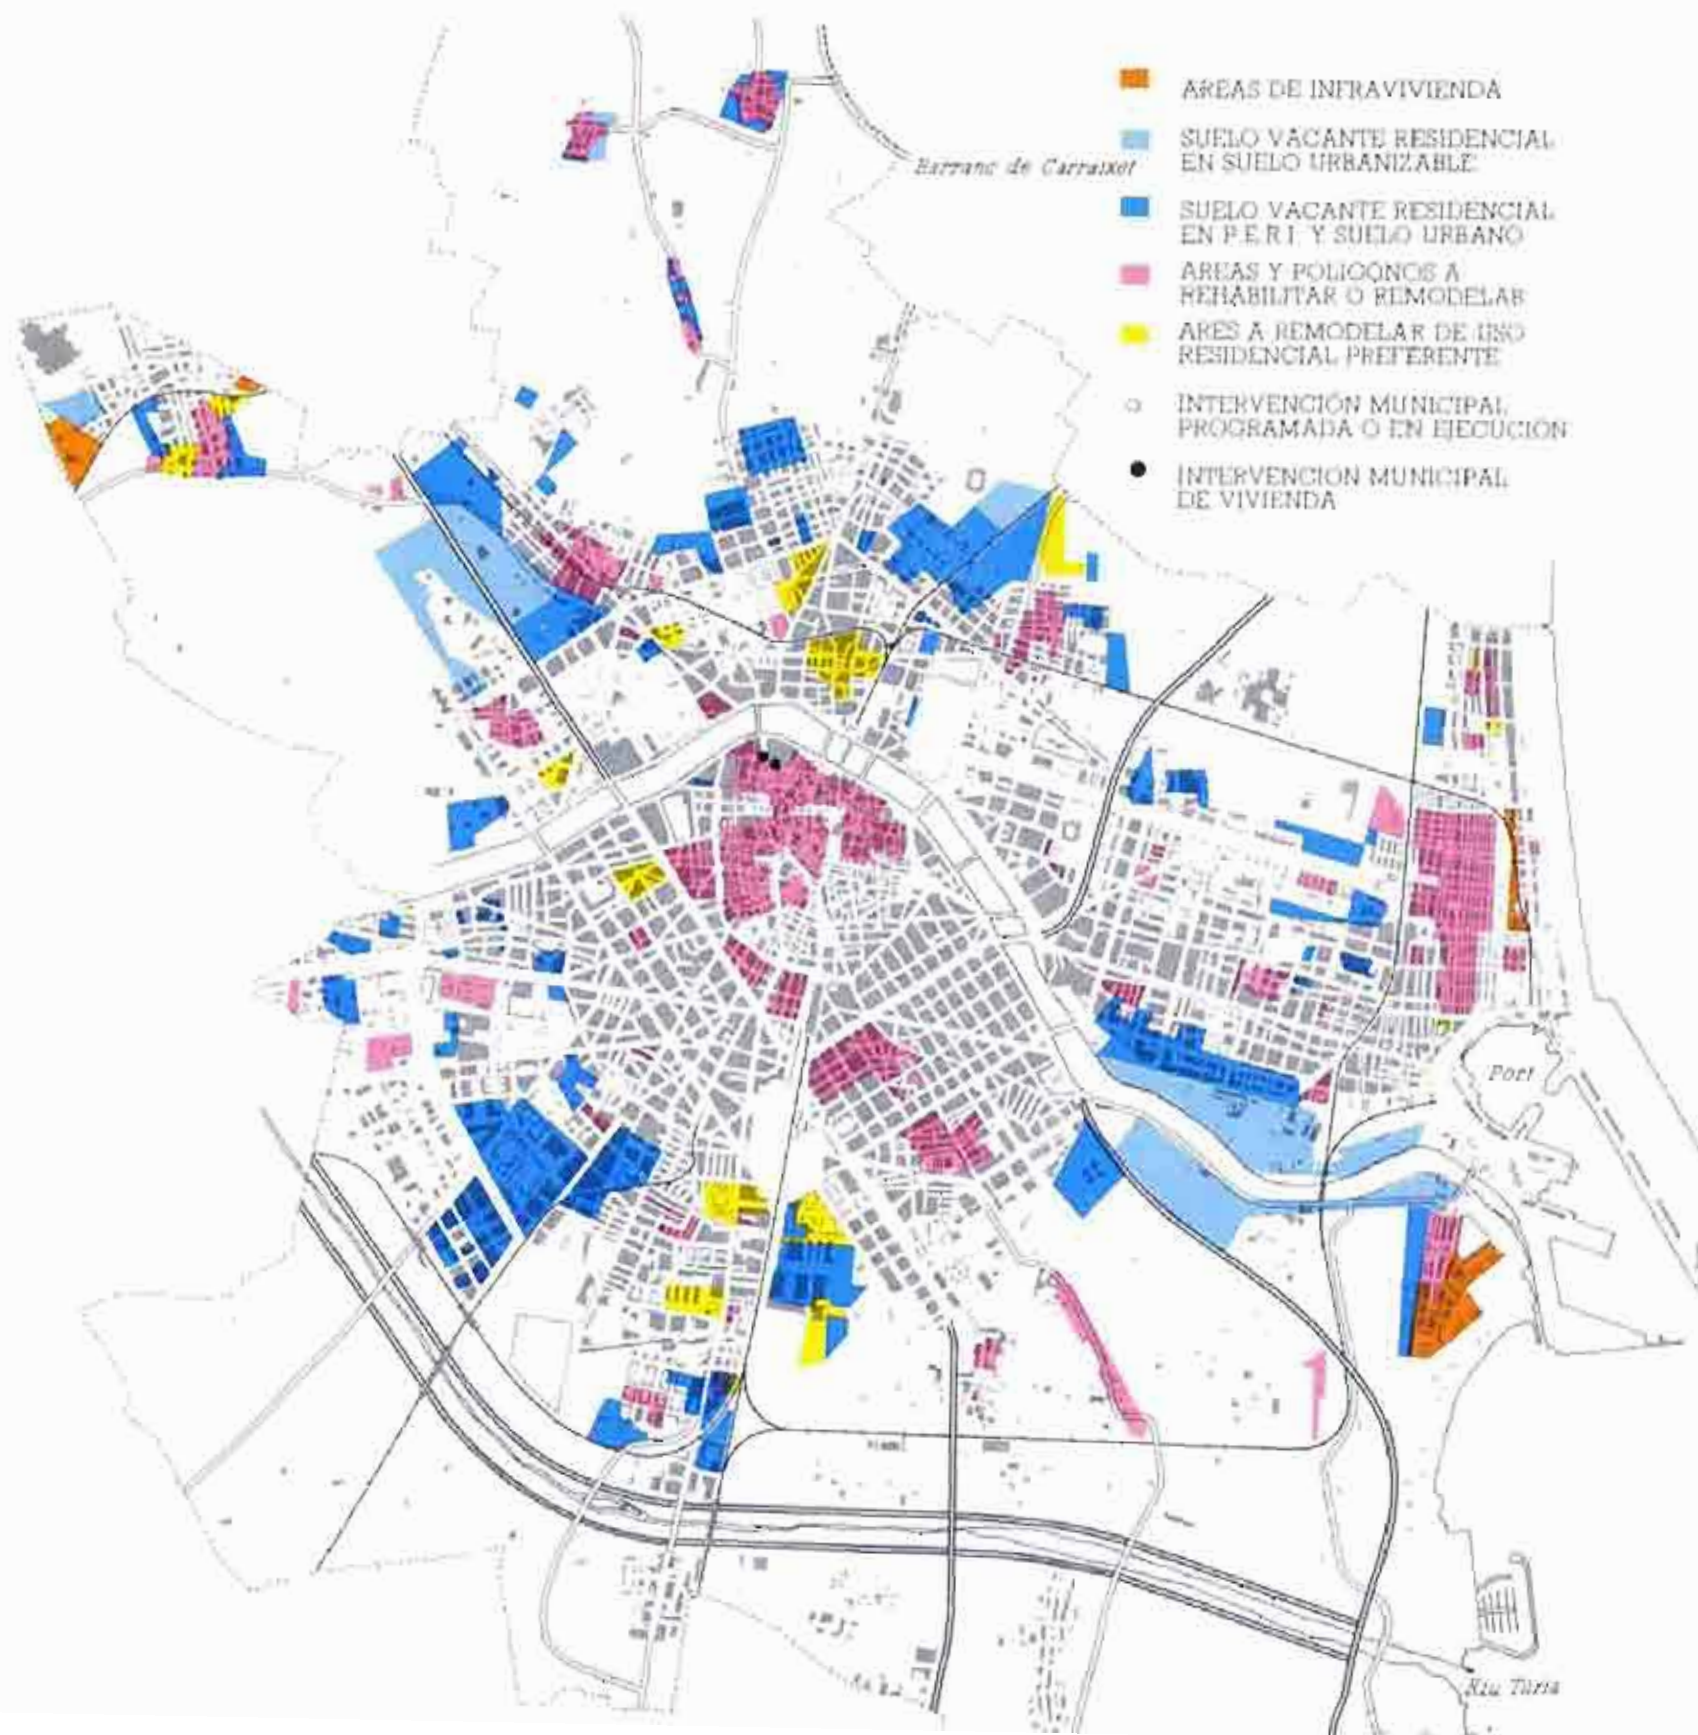 AREAS DE INFRAVIVIENDA
SUELO VACANTE RESIDENCIAL
EN SUELO URBANIZABLE
SUELO VACANTE RESIDENCIAL
EN P.E.R.I. Y SUELO URBANO
AREAS Y POLIGONOS A
REHABILITAR O REMODELAR
ARES A REMODELAR DE USO
RESIDENCIAL PREFERENTE
INTERVENCIÓN MUNICIPAL
PROGRAMADA O EN EJECUCIÓN
INTERVENCIÓN MUNICIPAL
DE VIVIENDA
Barranc de Carraixet
Port
Riu Túria